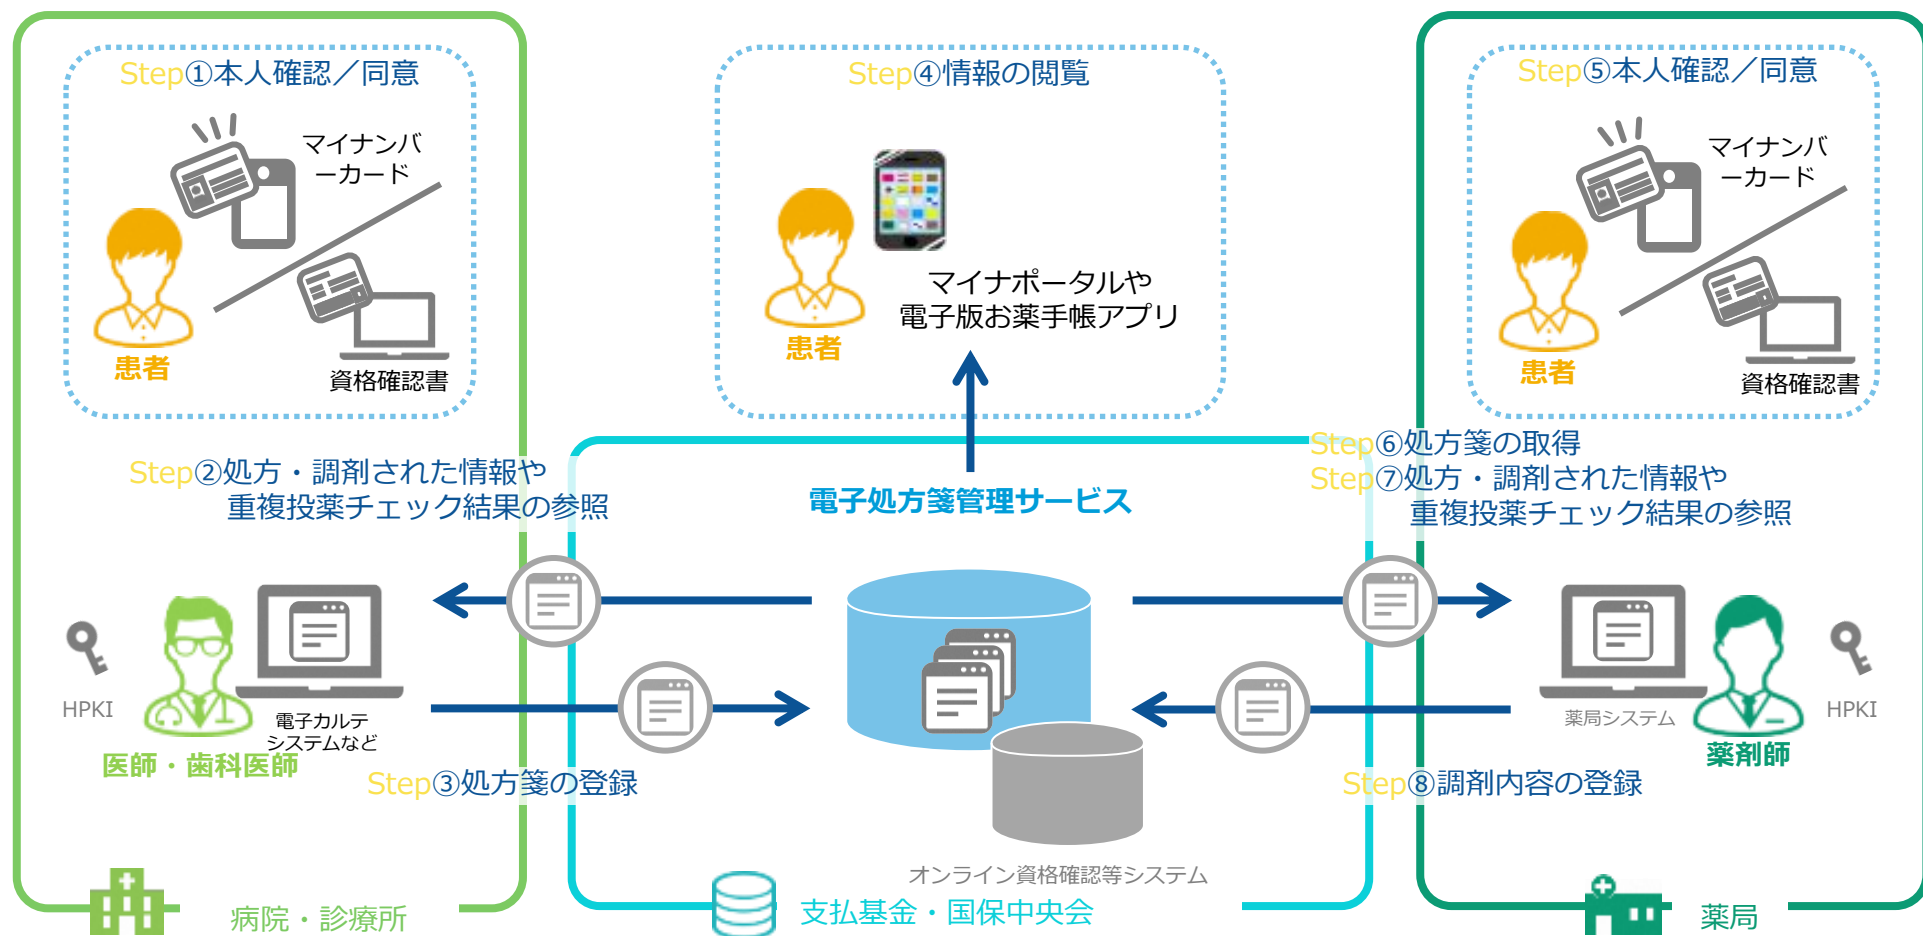 Step①本人確認／同意
マイナンバ
ーカード
患者
資格確認書
Step②処方・調剤された情報や
重複投薬チェック結果の参照
HPKI
電子カルテ
システムなど
医師・歯科医師
Step③処方箋の登録
病院・診療所
Step④情報の閲覧
マイナポータルや
電子版お薬手帳アプリ
患者
電子処方箋管理サービス
オンライン資格確認等システム
支払基金・国保中央会
Step⑤本人確認／同意
マイナンバ
ーカード
患者
資格確認書
Step⑥処方箋の取得
Step⑦処方・調剤された情報や
重複投薬チェック結果の参照
薬局システム
HPKI
薬剤師
Step⑧調剤内容の登録
薬局